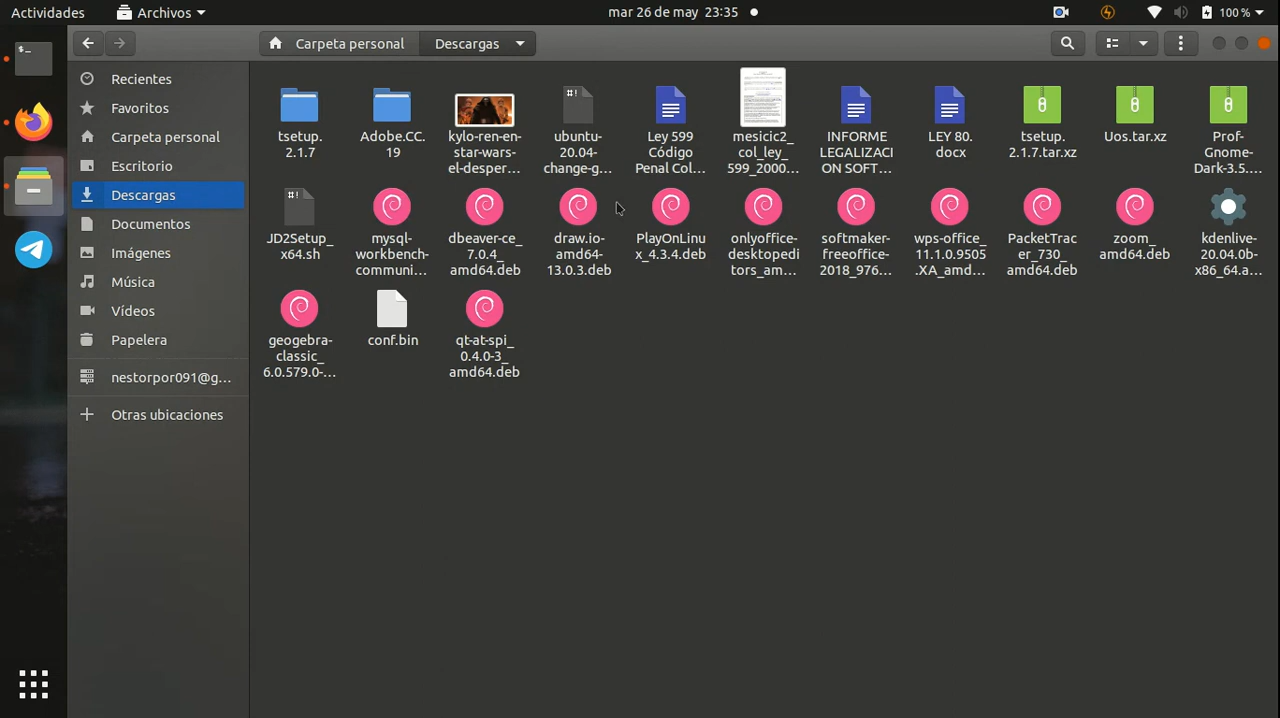 Actividades
Archivos
mar 26 de may 23:35
100 %
Carpeta personal
Descargas
Recientes
Favoritos
Carpeta personal
Escritorio
Descargas
Documentos
Imágenes
Música
Vídeos
Papelera
nestorpor091@g...
Otras ubicaciones
tsetup.
2.1.7
Adobe.CC.
19
kylo-ren-en-
star-wars-
el-desper...
#!
ubuntu-
20.04-
change-g...
Ley 599
Código
Penal Col...
mesicic2_
col_ley_
599_2000...
INFORME
LEGALIZACI
ON SOFT...
LEY 80.
docx
tsetup.
2.1.7.tar.xz
Uos.tar.xz
Prof-
Gnome-
Dark-3.5....
#!
JD2Setup_
x64.sh
mysql-
workbench-
communi...
dbeaver-ce_
7.0.4_
amd64.deb
draw.io-
amd64-
13.0.3.deb
PlayOnLinu
x_4.3.4.deb
onlyoffice-
desktopedi
tors_am...
softmaker-
freeoffice-
2018_976...
wps-office_
11.1.0.9505
.XA_amd...
PacketTrac
er_730_
amd64.deb
zoom_
amd64.deb
kdenlive-
20.04.0b-
x86_64.a...
geogebra-
classic_
6.0.579.0-...
conf.bin
qt-at-spi_
0.4.0-3_
amd64.deb